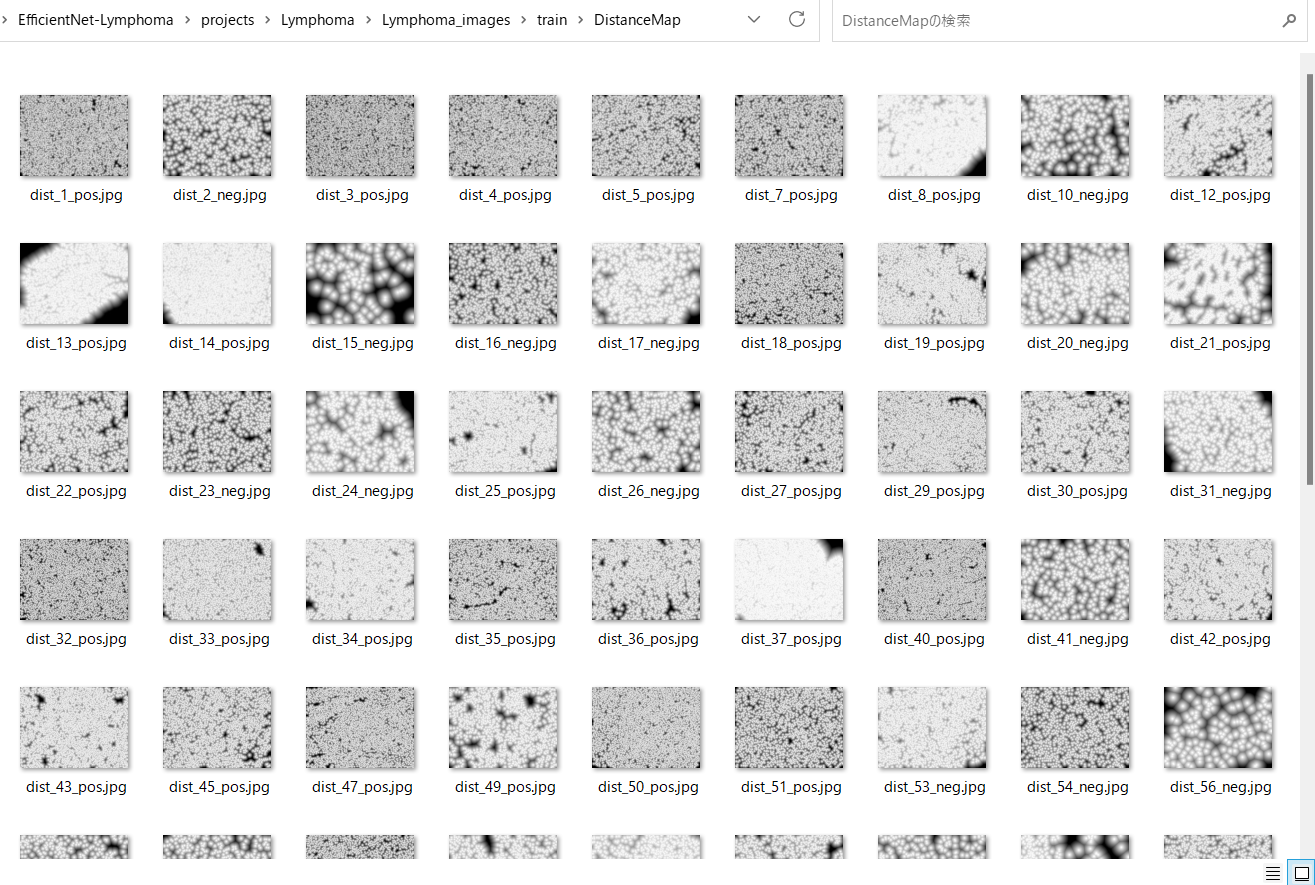 EfficientNet-Lymphoma > projects > Lymphoma > Lymphoma_images > train > DistanceMap
DistanceMapの検索
dist_1_pos.jpg dist_2_neg.jpg dist_3_pos.jpg dist_4_pos.jpg dist_5_pos.jpg dist_7_pos.jpg dist_8_pos.jpg dist_10_neg.jpg dist_12_pos.jpg
dist_13_pos.jpg dist_14_pos.jpg dist_15_neg.jpg dist_16_neg.jpg dist_17_neg.jpg dist_18_pos.jpg dist_19_pos.jpg dist_20_neg.jpg dist_21_pos.jpg
dist_22_pos.jpg dist_23_neg.jpg dist_24_neg.jpg dist_25_pos.jpg dist_26_neg.jpg dist_27_pos.jpg dist_29_pos.jpg dist_30_pos.jpg dist_31_neg.jpg
dist_32_pos.jpg dist_33_pos.jpg dist_34_pos.jpg dist_35_pos.jpg dist_36_pos.jpg dist_37_pos.jpg dist_40_pos.jpg dist_41_neg.jpg dist_42_pos.jpg
dist_43_pos.jpg dist_45_pos.jpg dist_47_pos.jpg dist_49_pos.jpg dist_50_pos.jpg dist_51_pos.jpg dist_53_neg.jpg dist_54_neg.jpg dist_56_neg.jpg